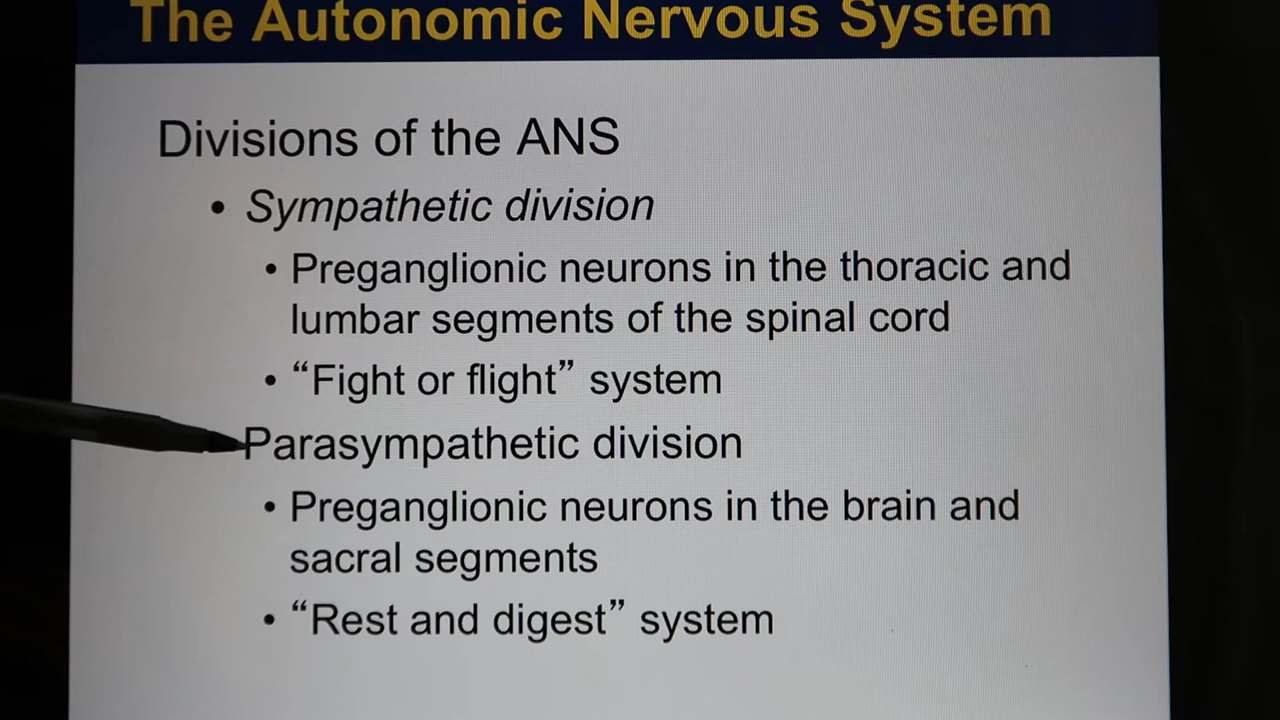 The Autonomic Nervous System
Divisions of the ANS
• Sympathetic division
• Preganglionic neurons in the thoracic and
lumbar segments of the spinal cord
• “Fight or flight” system
Parasympathetic division
• Preganglionic neurons in the brain and
sacral segments
• “Rest and digest” system